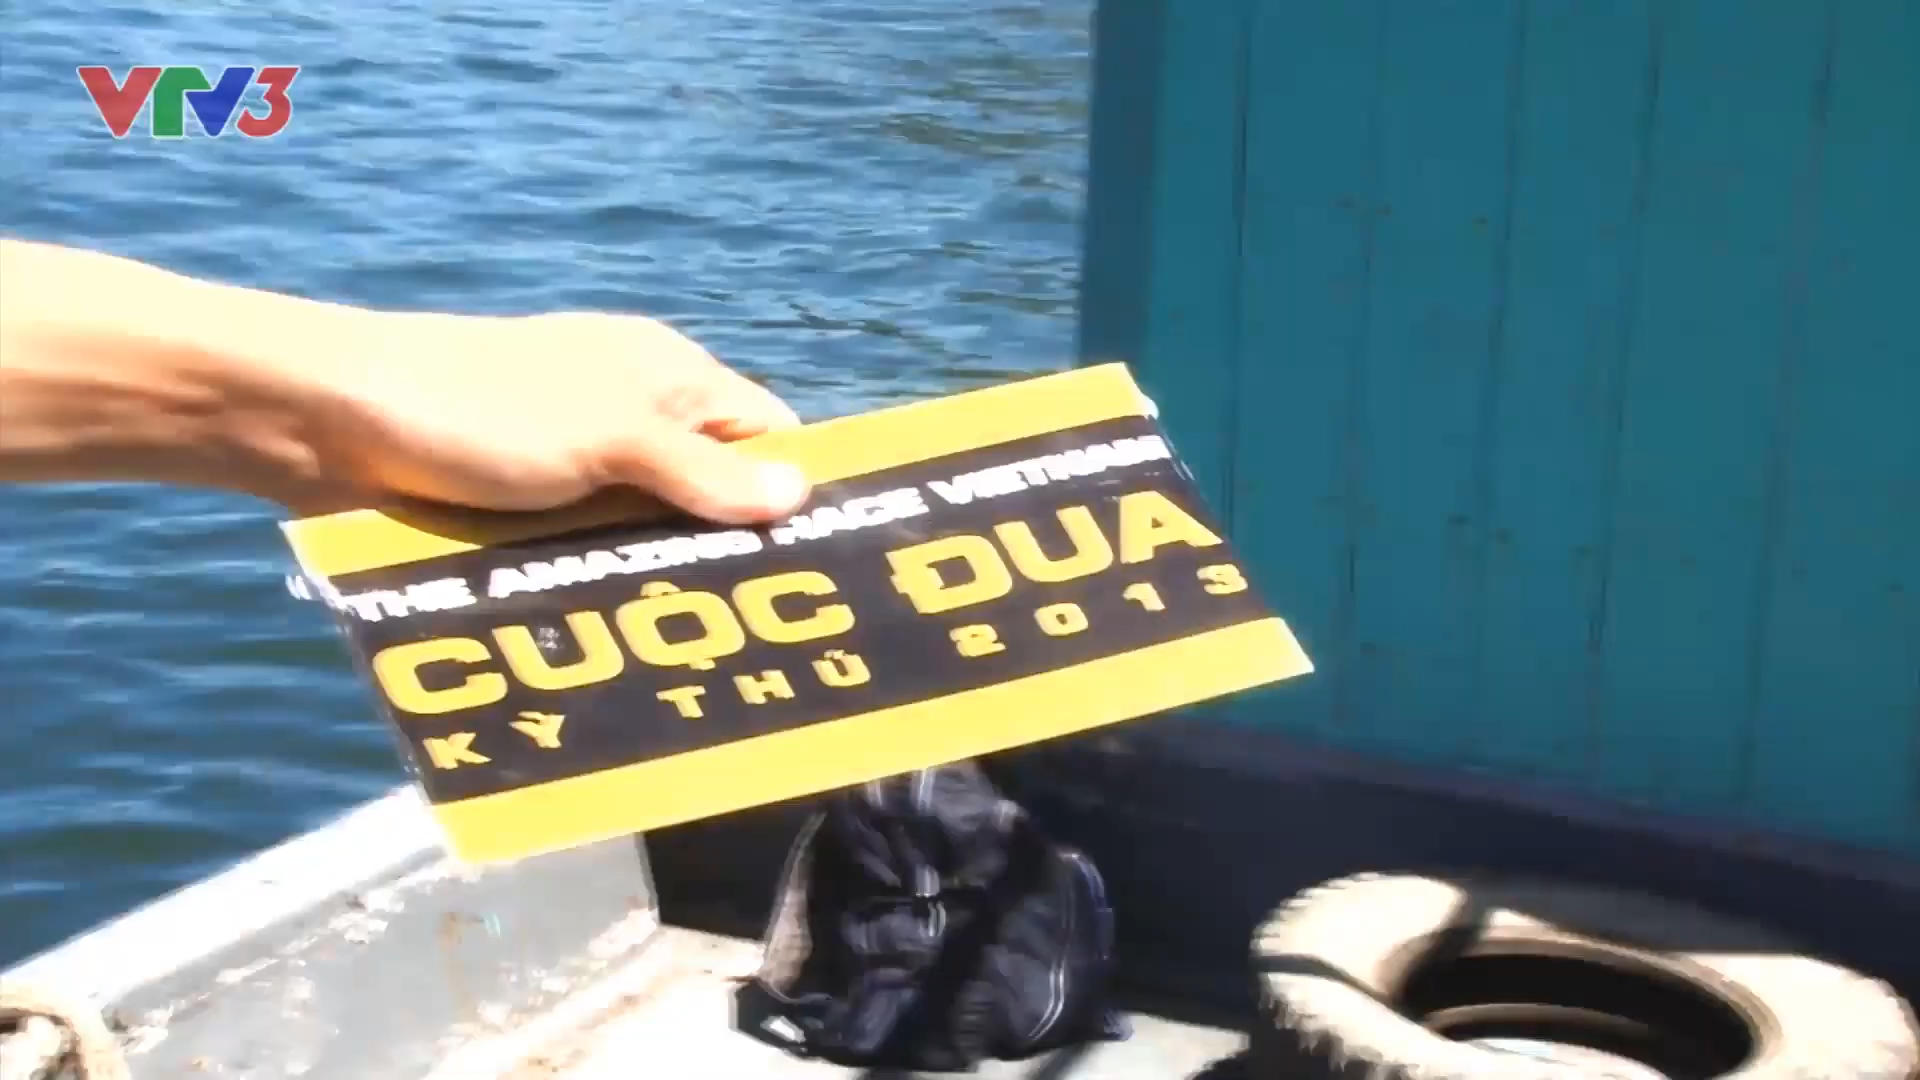 VTV3
THE AMAZING RACE VIETNAM
CUỘC ĐUA
KỲ THÚ 2013